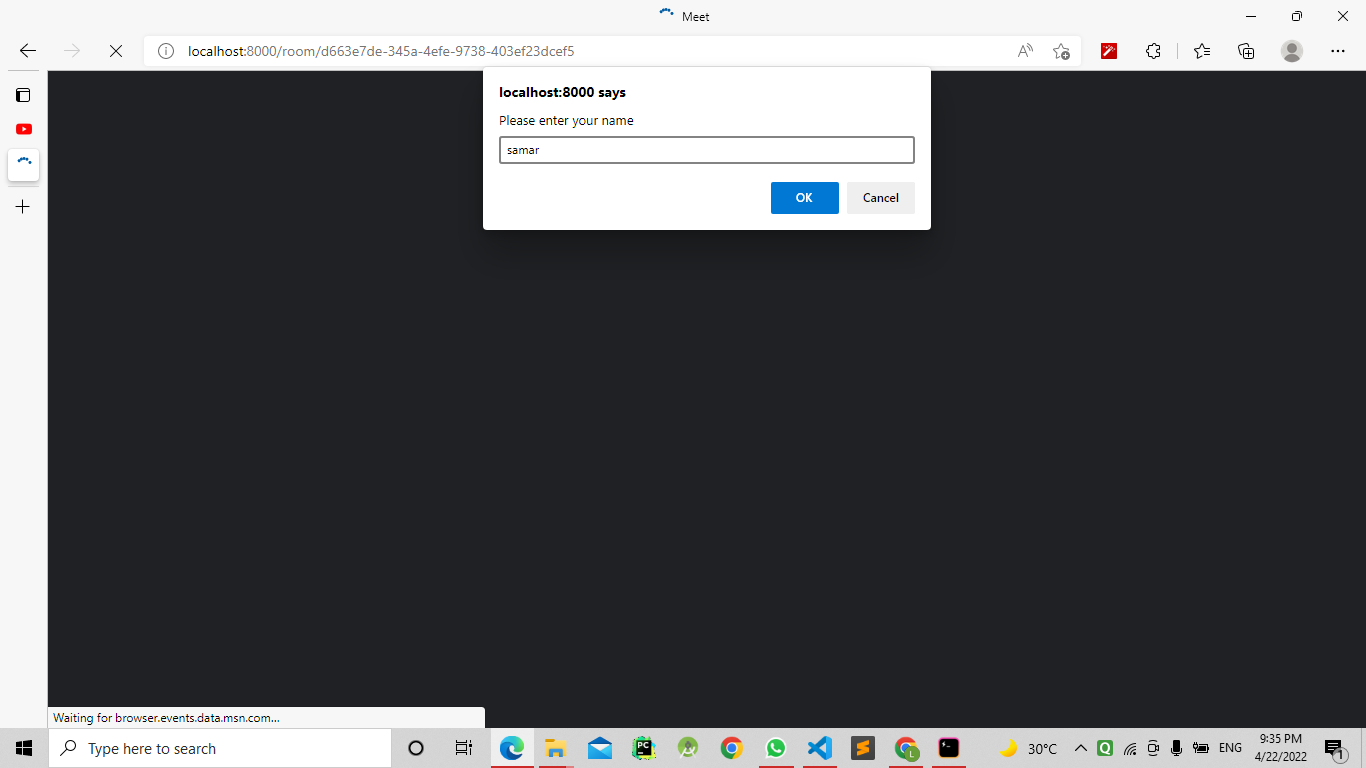 Meet
localhost:8000/room/d663e7de-345a-4efe-9738-403ef23dcef5
localhost:8000 says
Please enter your name
samar
OK
Cancel
Waiting for browser.events.data.msn.com...
Type here to search
PC
L
30°C
Q
ENG
9:35 PM
4/22/2022
1